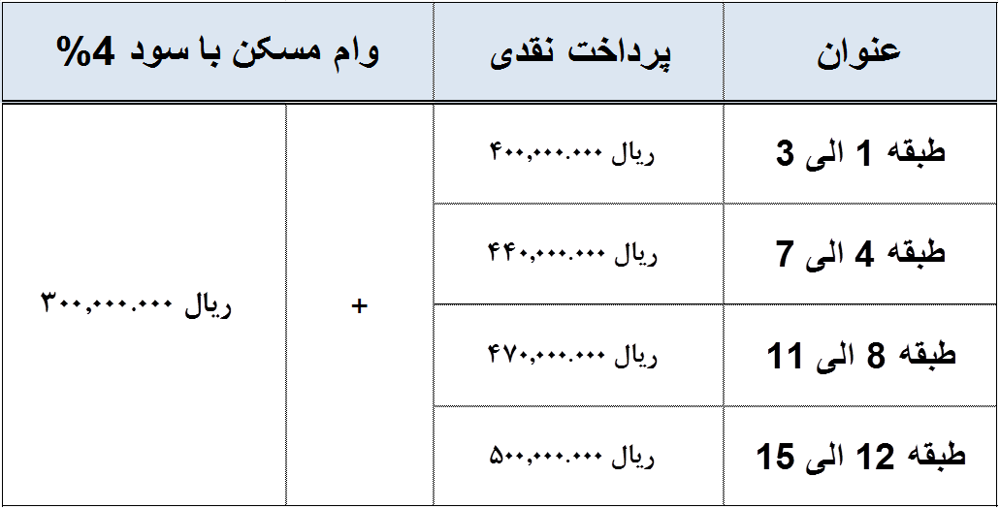 عنوان
پرداخت نقدی
وام مسکن با سود 4%
طبقه 1 الی 3
۴۰۰,۰۰۰.۰۰۰ ریال
طبقه 4 الی 7
۴۴۰,۰۰۰.۰۰۰ ریال
طبقه 8 الی 11
۴۷۰,۰۰۰.۰۰۰ ریال
طبقه 12 الی 15
۵۰۰,۰۰۰.۰۰۰ ریال
+
۳۰۰,۰۰۰.۰۰۰ ریال